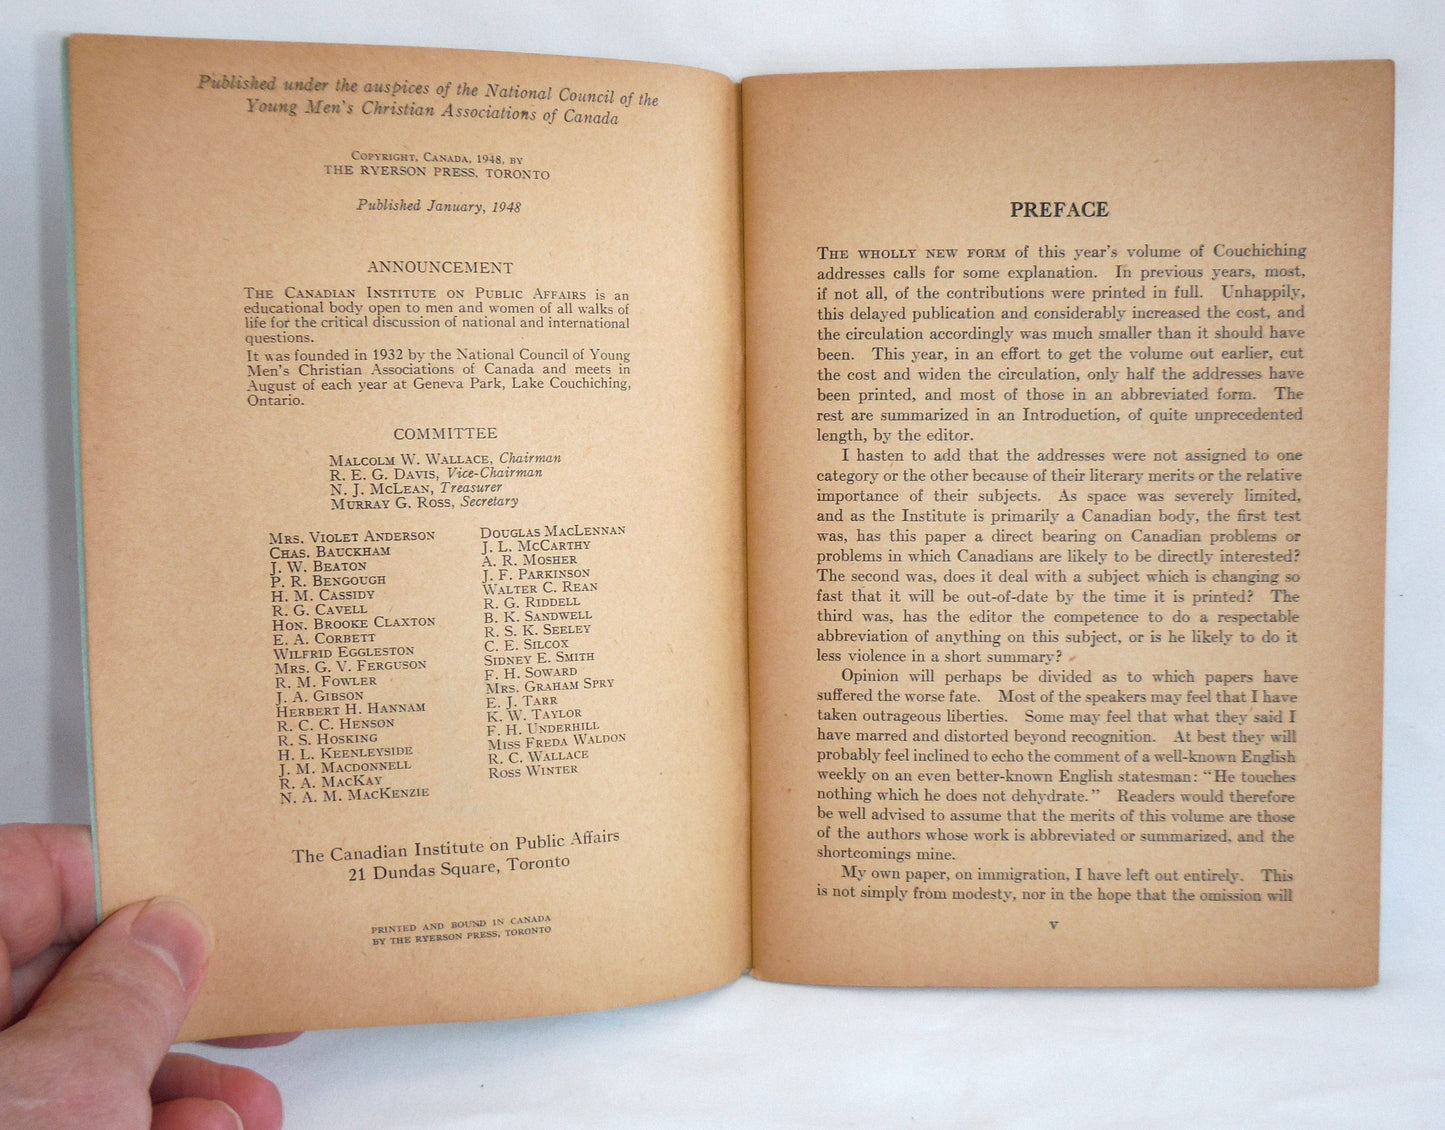 Published under the auspices of the National Council of the
Young Men's Christian Associations of Canada
COPYRIGHT, CANADA, 1948, BY
THE RYERSON PRESS, TORONTO
Published January, 1948
ANNOUNCEMENT
THE CANADIAN INSTITUTE ON PUBLIC AFFAIRS is an
educational body open to men and women of all walks of
life for the critical discussion of national and international
questions.
It was founded in 1932 by the National Council of Young
Men's Christian Associations of Canada and meets in
August of each year at Geneva Park, Lake Couchiching,
Ontario.
COMMITTEE
MALCOLM W. WALLACE, Chairman
R. E. G. DAVIS, Vice-Chairman
N. J. MCLEAN, Treasurer
MURRAY G. ROSS, Secretary
MRS. VIOLET ANDERSON
CHAS. BAUCKHAM
J. W. BEATON
P. R. BENGOUGH
H. M. CASSIDY
R. G. CAVELL
HON. BROOKE CLAXTON
E. A. CORBETT
WILFRID EGGLESTON
MRS. G. V. FERGUSON
R. M. FOWLER
J. A. GIBSON
HERBERT H. HANNAM
R. C. C. HENSON
R. S. HOSKING
H. L. KEENLEYSIDE
J. M. MACDONNELL
R. A. MACKAY
N. A. M. MACKENZIE
DOUGLAS MACLENNAN
J. L. MCCARTHY
A. R. MOSHER
J. F. PARKINSON
WALTER C. REAN
R. G. RIDDELL
B. K. SANDWELL
R. S. K. SEELEY
C. E. SILCOX
SIDNEY E. SMITH
F. H. SOWARD
MRS. GRAHAM SPRY
E. J. TARR
K. W. TAYLOR
F. H. UNDERHILL
MISS FREDA WALDON
R. C. WALLACE
ROSS WINTER
The Canadian Institute on Public Affairs
21 Dundas Square, Toronto
PRINTED AND BOUND IN CANADA
BY THE RYERSON PRESS, TORONTO
PREFACE
THE WHOLLY NEW FORM of this year's volume of Couchiching
addresses calls for some explanation. In previous years, most,
if not all, of the contributions were printed in full. Unhappily,
this delayed publication and considerably increased the cost, and
the circulation accordingly was much smaller than it should have
been. This year, in an effort to get the volume out earlier, cut
the cost and widen the circulation, only half the addresses have
been printed, and most of those in an abbreviated form. The
rest are summarized in an Introduction, of quite unprecedented
length, by the editor.
I hasten to add that the addresses were not assigned to one
category or the other because of their literary merits or the relative
importance of their subjects. As space was severely limited,
and as the Institute is primarily a Canadian body, the first test
was, has this paper a direct bearing on Canadian problems or
problems in which Canadians are likely to be directly interested?
The second was, does it deal with a subject which is changing so
fast that it will be out-of-date by the time it is printed? The
third was, has the editor the competence to do a respectable
abbreviation of anything on this subject, or is he likely to do it
less violence in a short summary?
Opinion will perhaps be divided as to which papers have
suffered the worse fate. Most of the speakers may feel that I have
taken outrageous liberties. Some may feel that what they said I
have marred and distorted beyond recognition. At best they will
probably feel inclined to echo the comment of a well-known English
weekly on an even better-known English statesman: "He touches
nothing which he does not dehydrate." Readers would therefore
be well advised to assume that the merits of this volume are those
of the authors whose work is abbreviated or summarized, and the
shortcomings mine.
My own paper, on immigration, I have left out entirely. This
is not simply from modesty, nor in the hope that the omission will
v